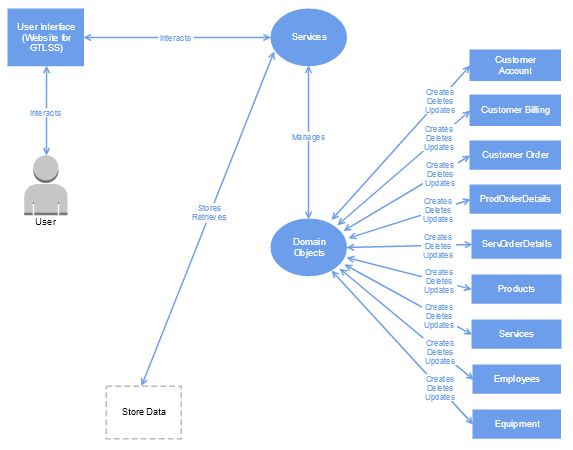 User Interface
(Website for
GTLSS)
Interacts
Services
Interacts
User
Manages
Stores
Retrieves
Domain
Objects
Store Data
Creates
Deletes
Updates
Customer
Account
Creates
Deletes
Updates
Customer Billing
Creates
Deletes
Updates
Customer Order
Creates
Deletes
Updates
ProdOrderDetails
Creates
Deletes
Updates
ServOrderDetails
Creates
Deletes
Updates
Products
Creates
Deletes
Updates
Services
Creates
Deletes
Updates
Employees
Creates
Deletes
Updates
Equipment